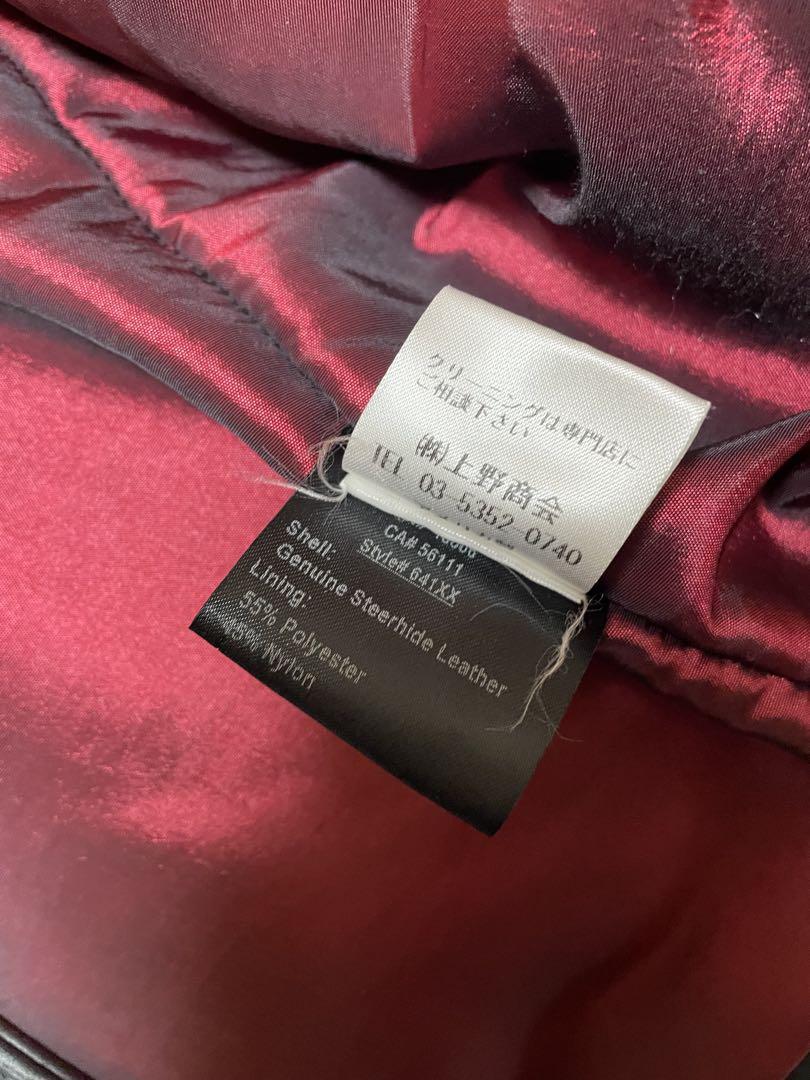 クリーニングは専門店に
ご相談下さい
㈱上野商会
TEL 03-5352-0740
CA# 56111
Style# 641XX
Shell:
Genuine Steerhide Leather
Lining:
55% Polyester
45% Nylon